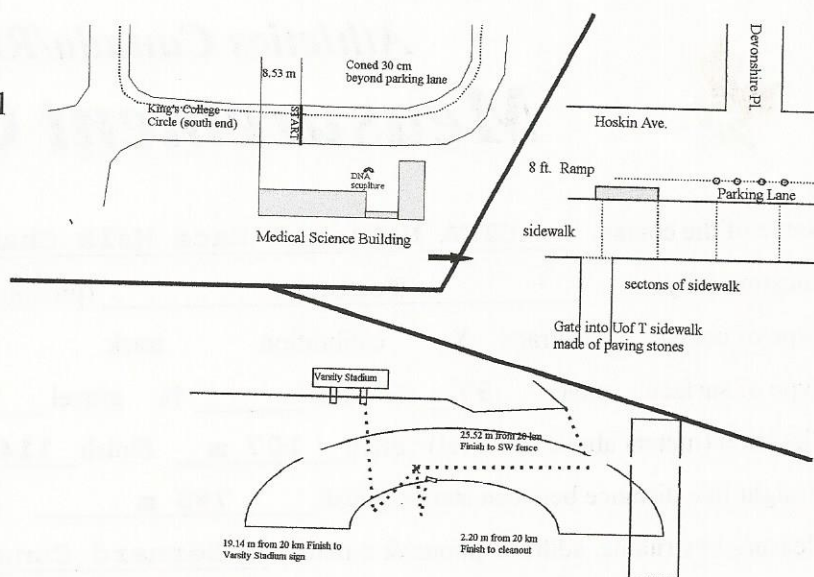 1
8.53 m
Coned 30 cm
beyond parking lane
King's College
Circle (south end)
START
DNA
scuplture
Medical Science Building
Devonshire Pl
Hoskin Ave.
8 ft. Ramp
Parking Lane
sidewalk
sectons of sidewalk
Gate into Uof T sidewalk
made of paving stones
Varsity Stadium
25.52 m from 20 km
Finish to SW fence
19.14 m from 20 km Finish to
Varsity Stadium sign
2.20 m from 20 km
Finish to cleanout